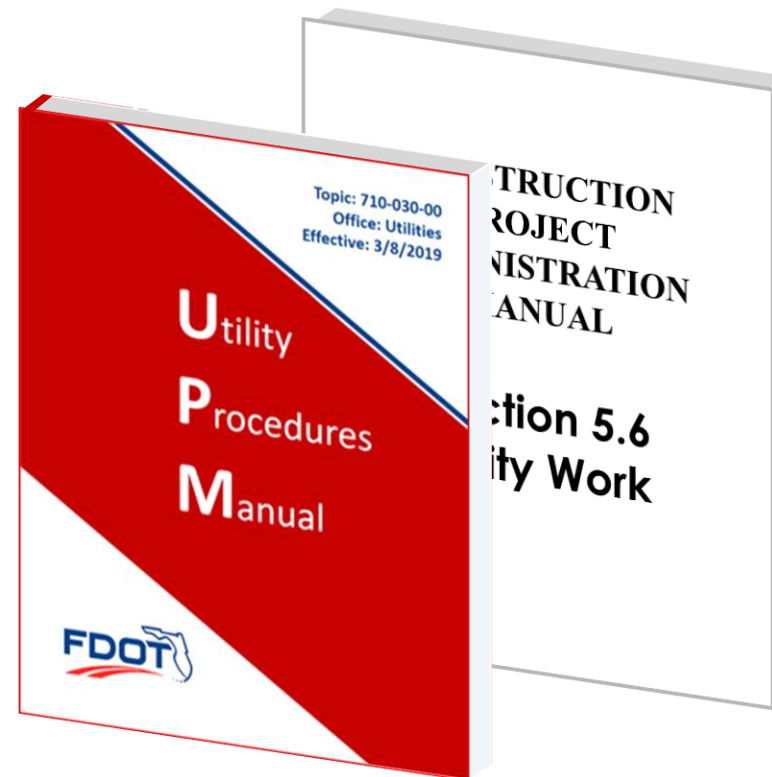 Topic: 710-030-00
Office: Utilities
Effective: 3/8/2019
Utility
Procedures
Manual
FDOT
TRUCTION
ROJECT
NISTRATION
ANUAL
ction 5.6
ity Work